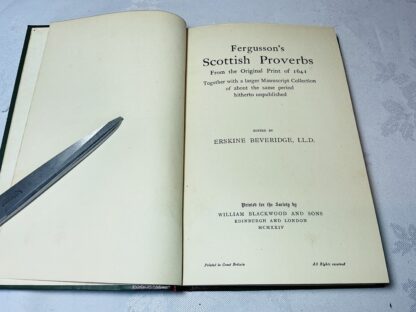 Fergusson's
Scottish Proverbs
From the Original Print of 1641
Together with a larger Manuscript Collection
of about the same period
hitherto unpublished
EDITED BY
ERSKINE BEVERIDGE, LL.D.
Printed for the Society by
WILLIAM BLACKWOOD AND SONS
EDINBURGH AND LONDON
MCMXXIV
Printed in Great Britain
All Rights reserved